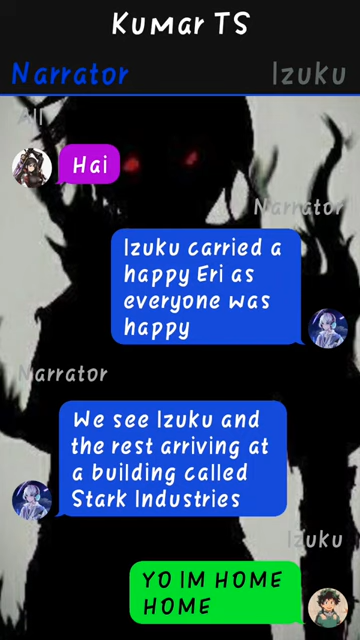 Kumar TS
Narrator
Izuku
All
Hai
Narrator
Izuku carried a
happy Eri as
everyone was
happy
Narrator
We see Izuku and
the rest arriving at
a building called
Stark Industries
Izuku
YO IM HOME
HOME